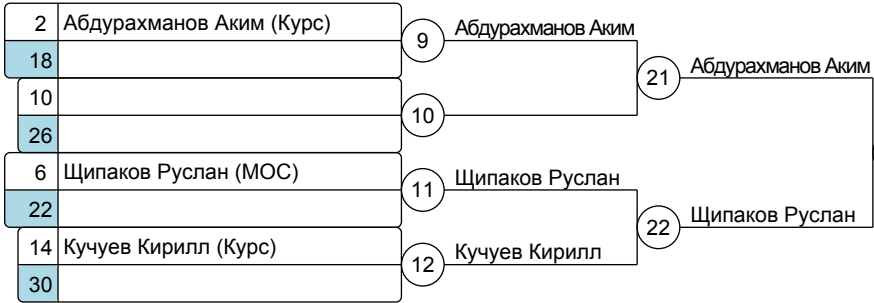 2 Абдурахманов Аким (Курс)
18
9 Абдурахманов Аким
10
26
10
21 Абдурахманов Аким
6 Щипаков Руслан (МОС)
22
11 Щипаков Руслан
14 Кучуев Кирилл (Курс)
30
12 Кучуев Кирилл
22 Щипаков Руслан